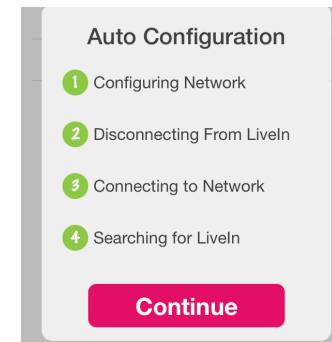 Auto Configuration
1 Configuring Network
2 Disconnecting From LiveIn
3 Connecting to Network
4 Searching for LiveIn
Continue